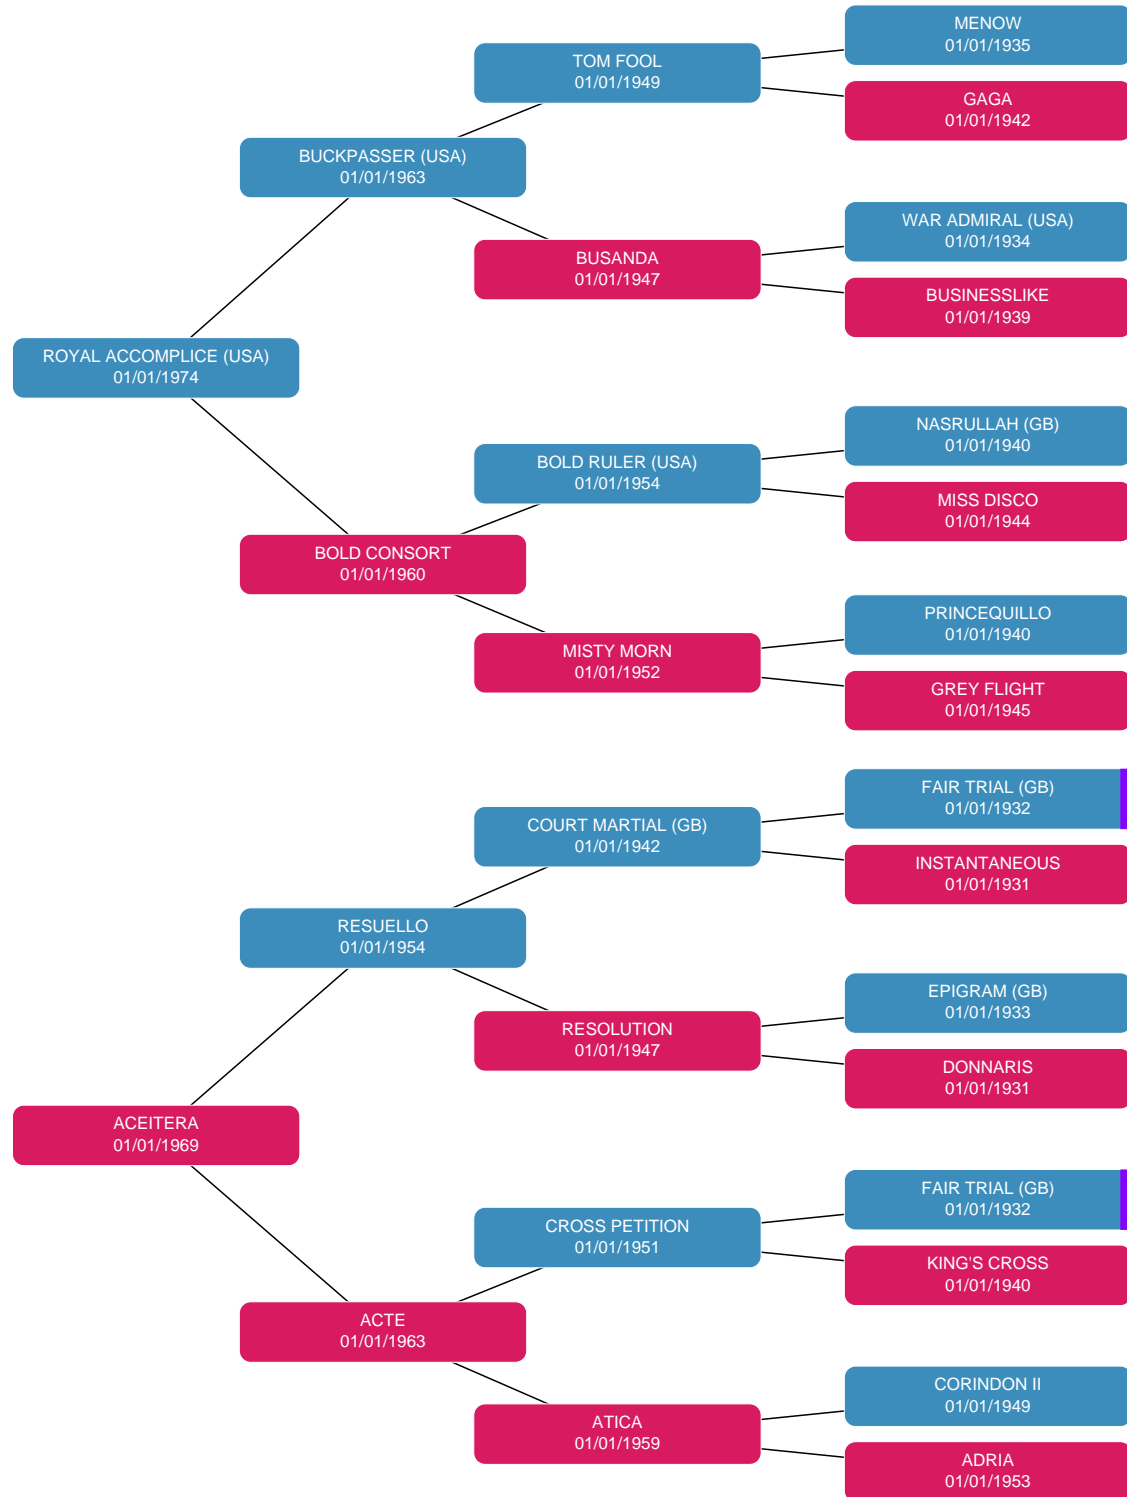 MENOW
01/01/1935
TOM FOOL
01/01/1949
GAGA
01/01/1942
BUCKPASSER (USA)
01/01/1963
WAR ADMIRAL (USA)
01/01/1934
BUSANDA
01/01/1947
BUSINESSLIKE
01/01/1939
ROYAL ACCOMPLICE (USA)
01/01/1974
NASRULLAH (GB)
01/01/1940
BOLD RULER (USA)
01/01/1954
MISS DISCO
01/01/1944
BOLD CONSORT
01/01/1960
PRINCEQUILLO
01/01/1940
MISTY MORN
01/01/1952
GREY FLIGHT
01/01/1945
FAIR TRIAL (GB)
01/01/1932
COURT MARTIAL (GB)
01/01/1942
INSTANTANEOUS
01/01/1931
RESUELLO
01/01/1954
EPIGRAM (GB)
01/01/1933
RESOLUTION
01/01/1947
DONNARIS
01/01/1931
ACEITERA
01/01/1969
FAIR TRIAL (GB)
01/01/1932
CROSS PETITION
01/01/1951
KING'S CROSS
01/01/1940
ACTE
01/01/1963
CORINDON II
01/01/1949
ATICA
01/01/1959
ADRIA
01/01/1953